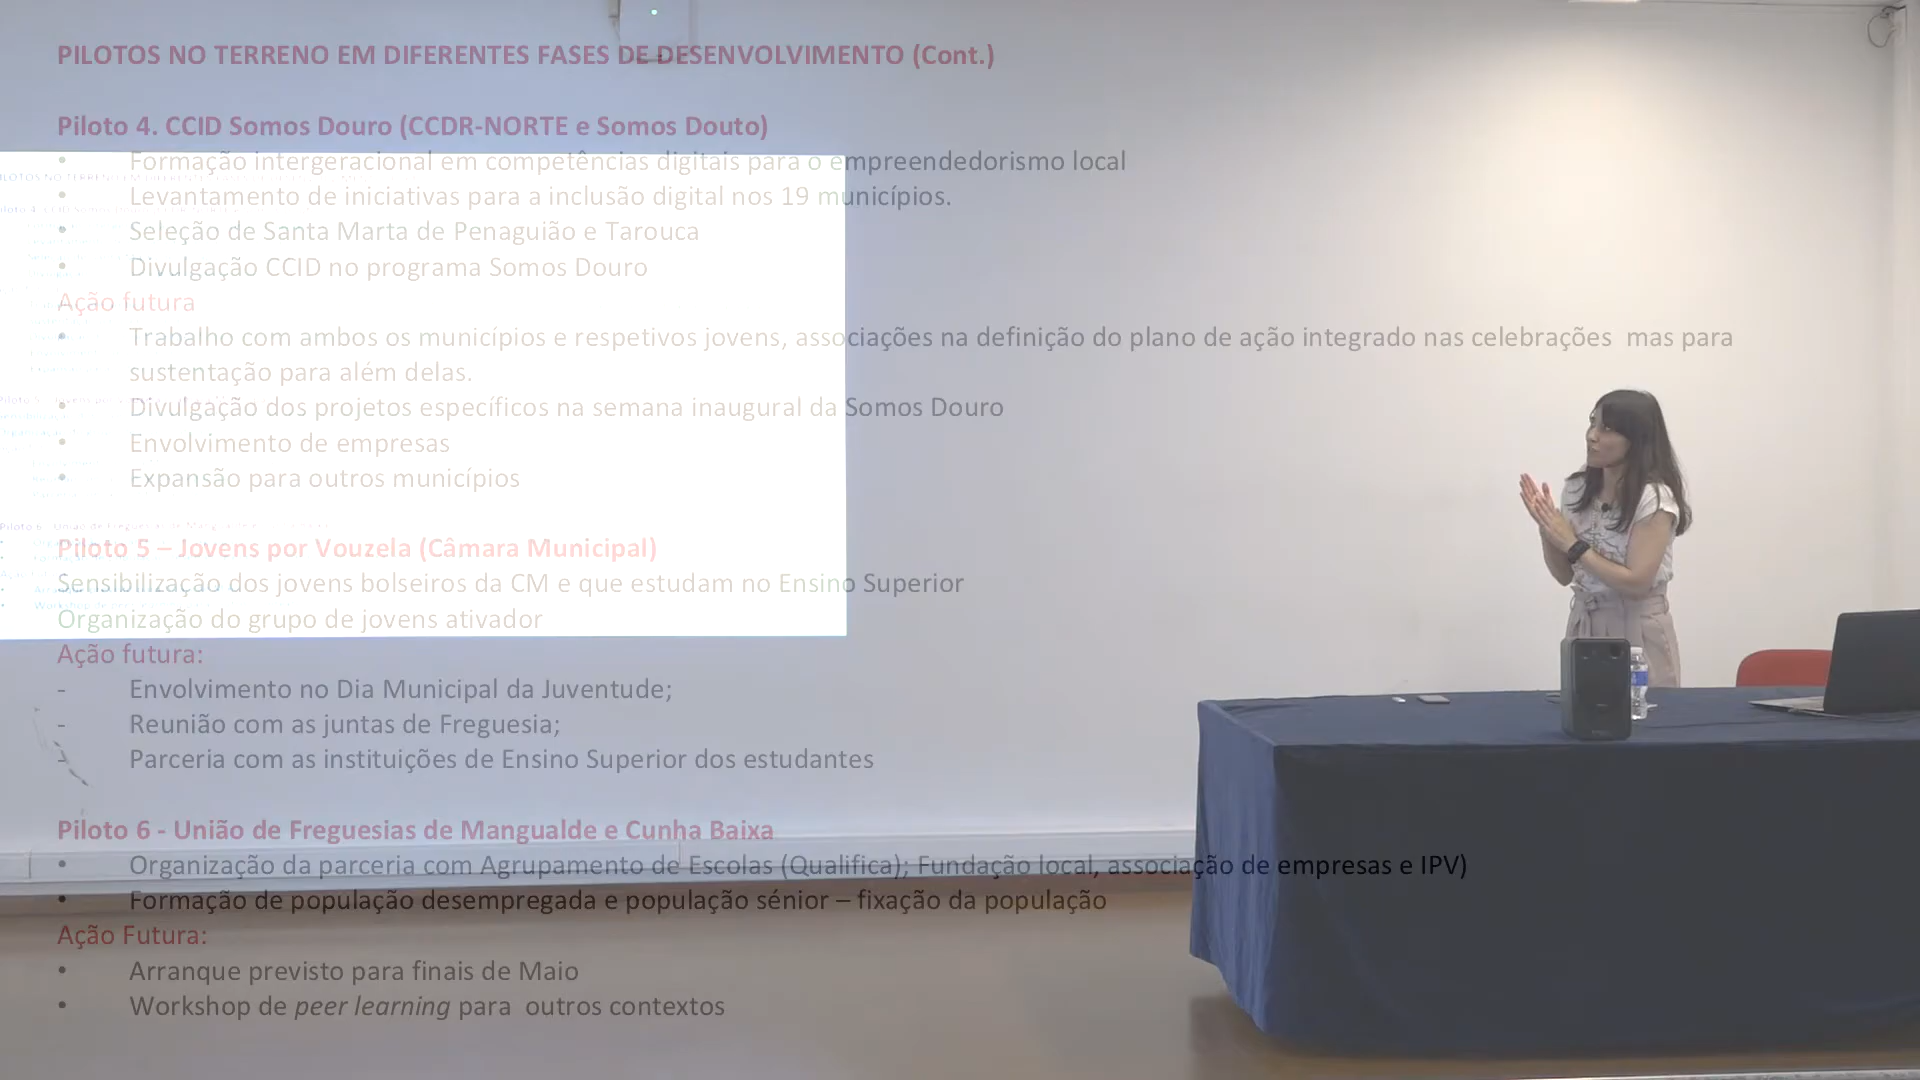 PILOTOS NO TERRENO EM DIFERENTES FASES DE DESENVOLVIMENTO (Cont.)
Piloto 4. CCID Somos Douro (CCDR-NORTE e Somos Douto)
• Formação intergeracional em competências digitais para o empreendedorismo local
• Levantamento de iniciativas para a inclusão digital nos 19 municípios.
• Seleção de Santa Marta de Penaguião e Tarouca
• Divulgação CCID no programa Somos Douro
Ação futura
• Trabalho com ambos os municípios e respetivos jovens, associações na definição do plano de ação integrado nas celebrações mas para
sustentação para além delas.
• Divulgação dos projetos específicos na semana inaugural da Somos Douro
• Envolvimento de empresas
• Expansão para outros municípios
Piloto 5 – Jovens por Vouzela (Câmara Municipal)
Sensibilização dos jovens bolseiros da CM e que estudam no Ensino Superior
Organização do grupo de jovens ativador
Ação futura:
- Envolvimento no Dia Municipal da Juventude;
- Reunião com as juntas de Freguesia;
- Parceria com as instituições de Ensino Superior dos estudantes
Piloto 6 - União de Freguesias de Mangualde e Cunha Baixa
• Organização da parceria com Agrupamento de Escolas (Qualifica); Fundação local, associação de empresas e IPV)
• Formação de população desempregada e população sénior – fixação da população
Ação Futura:
• Arranque previsto para finais de Maio
• Workshop de peer learning para outros contextos